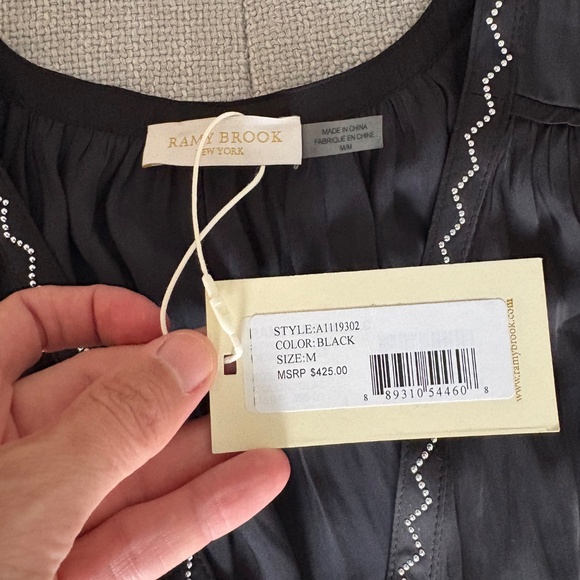 RAMY BROOK
NEW YORK
MADE IN CHINA
FABRIQUÉ EN CHINE
M/M
STYLE:A1119302
COLOR:BLACK
SIZE:M
MSRP $425.00
8 89310 54460 8
www.ramybrook.com